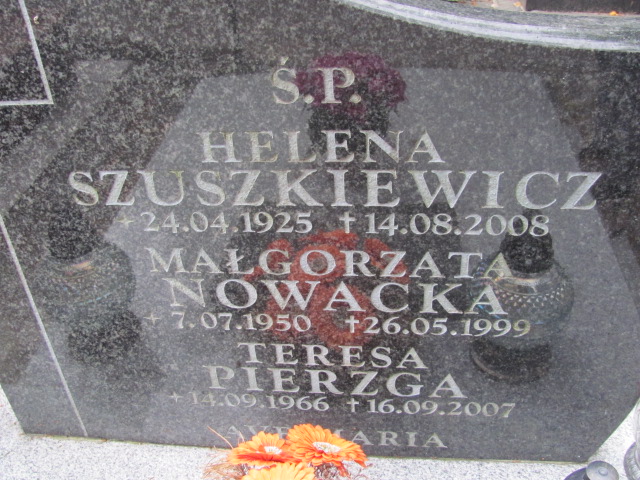 Ś.P.
HELENA
SZUSZKIEWICZ
+24.04.1925 †14.08.2008
MAŁGORZATA
NOWACKA
+7.07.1950 †26.05.1999
TERESA
PIERZGA
+14.09.1966 †16.09.2007
AVE MARIA